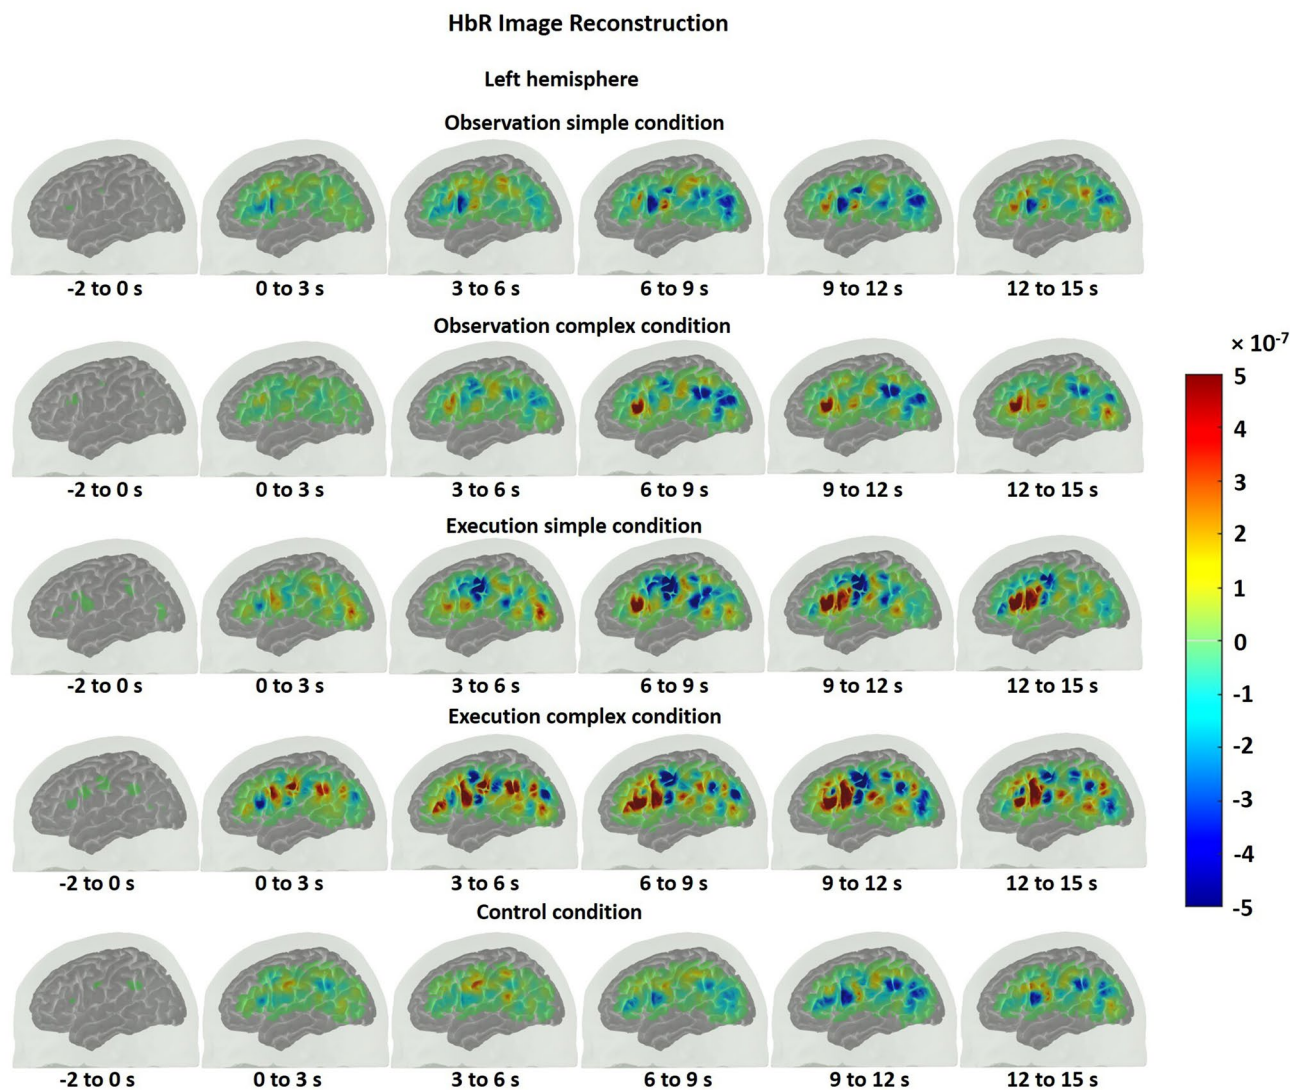 HbR Image Reconstruction
Left hemisphere
Observation simple condition
-2 to 0 s 0 to 3 s 3 to 6 s 6 to 9 s 9 to 12 s 12 to 15 s
Observation complex condition
-2 to 0 s 0 to 3 s 3 to 6 s 6 to 9 s 9 to 12 s 12 to 15 s
Execution simple condition
-2 to 0 s 0 to 3 s 3 to 6 s 6 to 9 s 9 to 12 s 12 to 15 s
Execution complex condition
-2 to 0 s 0 to 3 s 3 to 6 s 6 to 9 s 9 to 12 s 12 to 15 s
Control condition
-2 to 0 s 0 to 3 s 3 to 6 s 6 to 9 s 9 to 12 s 12 to 15 s
× 10⁻⁷
5
4
3
2
1
0
-1
-2
-3
-4
-5